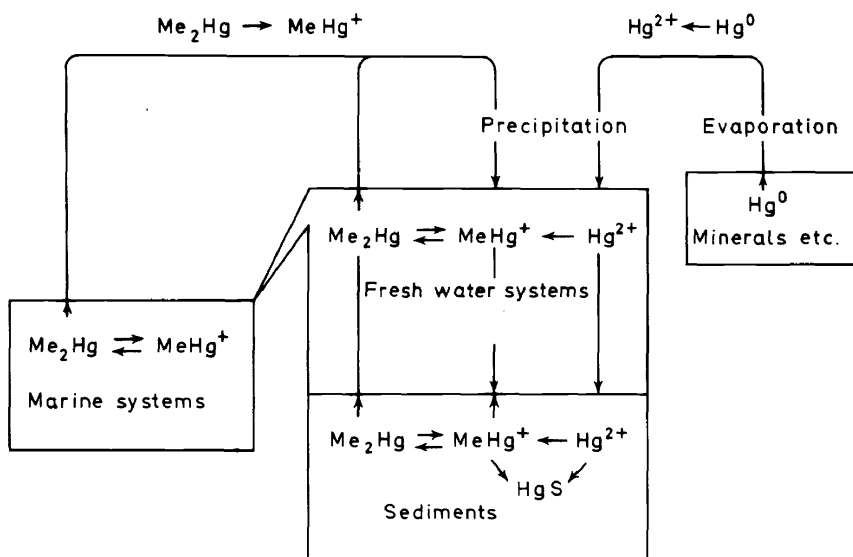 Me₂Hg → MeHg⁺
Hg²⁺ ← Hg⁰
Precipitation
Evaporation
Hg⁰
Minerals etc.
Me₂Hg ⇄ MeHg⁺ ← Hg²⁺
Fresh water systems
Me₂Hg ⇄ MeHg⁺
Marine systems
Me₂Hg ⇄ MeHg⁺ ← Hg²⁺
HgS
Sediments